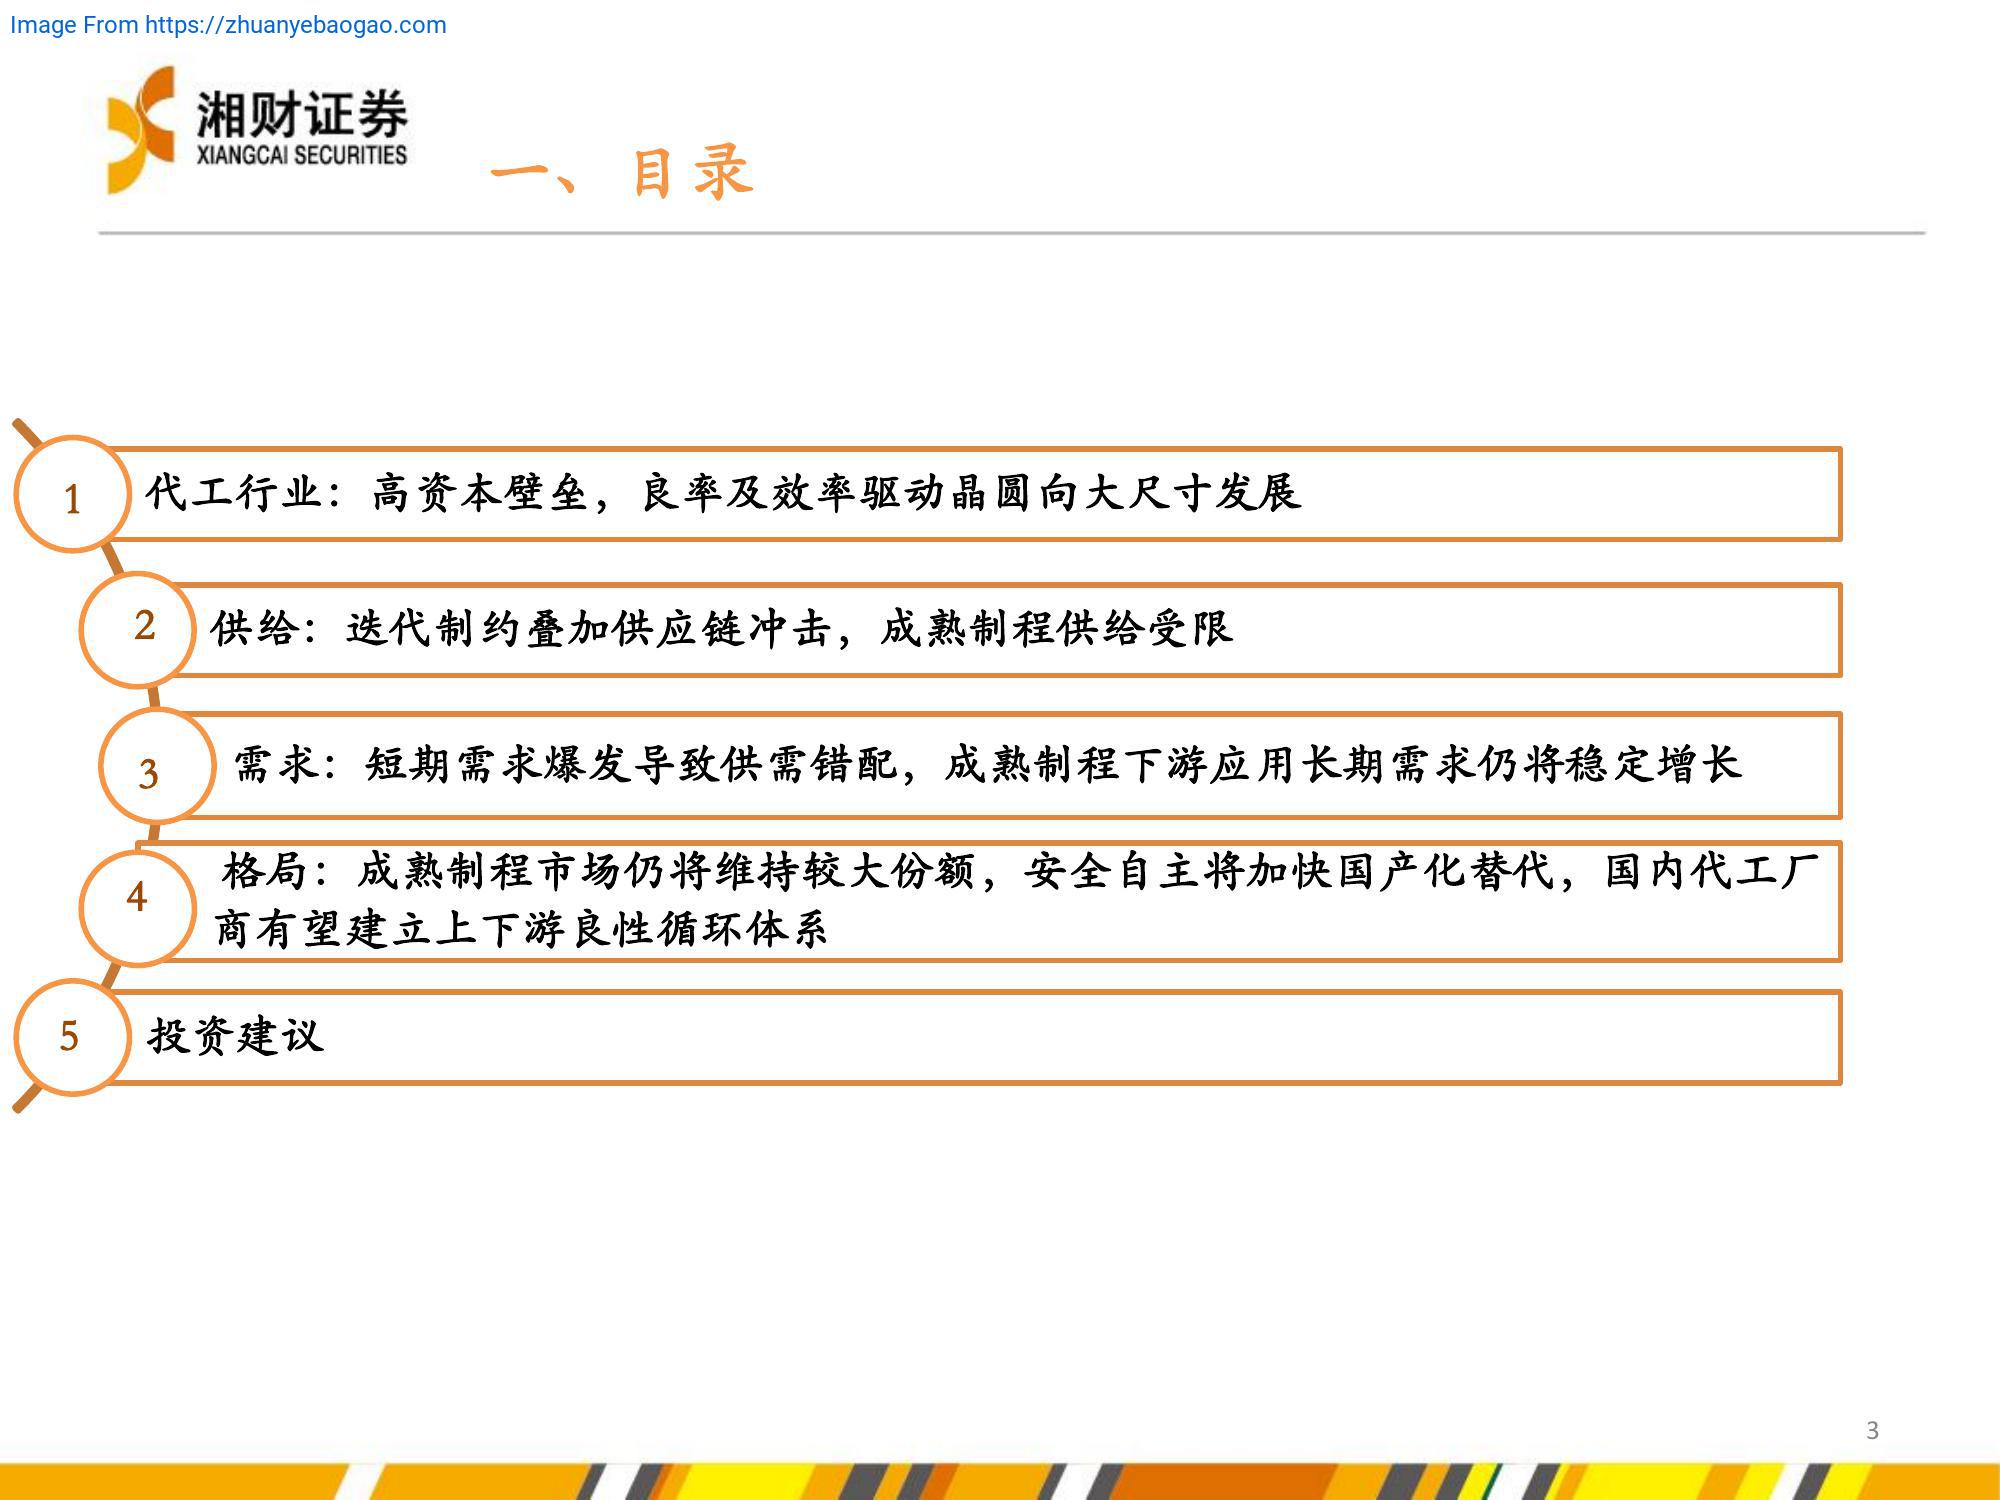 Image From https://zhuanyebaogao.com
湘财证券
XIANGCAI SECURITIES
一、目录
1
代工行业：高资本壁垒，良率及效率驱动晶圆向大尺寸发展
2
供给：迭代制约叠加供应链冲击，成熟制程供给受限
3
需求：短期需求爆发导致供需错配，成熟制程下游应用长期需求仍将稳定增长
4
格局：成熟制程市场仍将维持较大份额，安全自主将加快国产化替代，国内代工厂
商有望建立上下游良性循环体系
5
投资建议
3